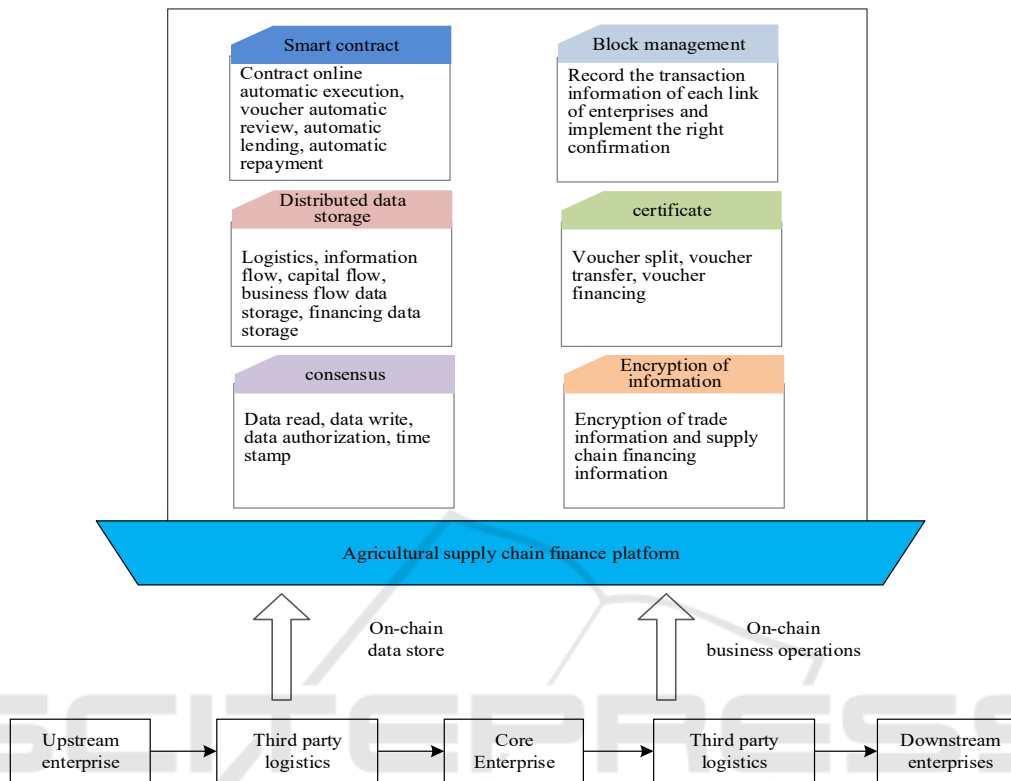 Smart contract
Contract online
automatic execution,
voucher automatic
review, automatic
lending, automatic
repayment
Block management
Record the transaction
information of each link
of enterprises and
implement the right
confirmation
Distributed data
storage
Logistics, information
flow, capital flow,
business flow data
storage, financing data
storage
certificate
Voucher split, voucher
transfer, voucher
financing
consensus
Data read, data write,
data authorization, time
stamp
Encryption of
information
Encryption of trade
information and supply
chain financing
information
Agricultural supply chain finance platform
On-chain
data store
On-chain
business operations
Upstream
enterprise
Third party
logistics
Core
Enterprise
Third party
logistics
Downstream
enterprises
SCITEPRESS